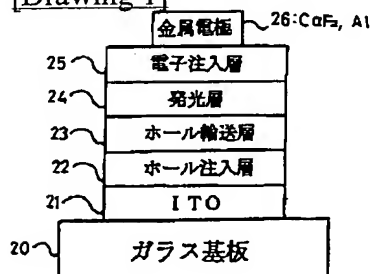 [Drawing 1]
金属電極 26:CaF₂, Al
25 電子注入層
24 発光層
23 ホール輸送層
22 ホール注入層
21 ITO
20 ガラス基板